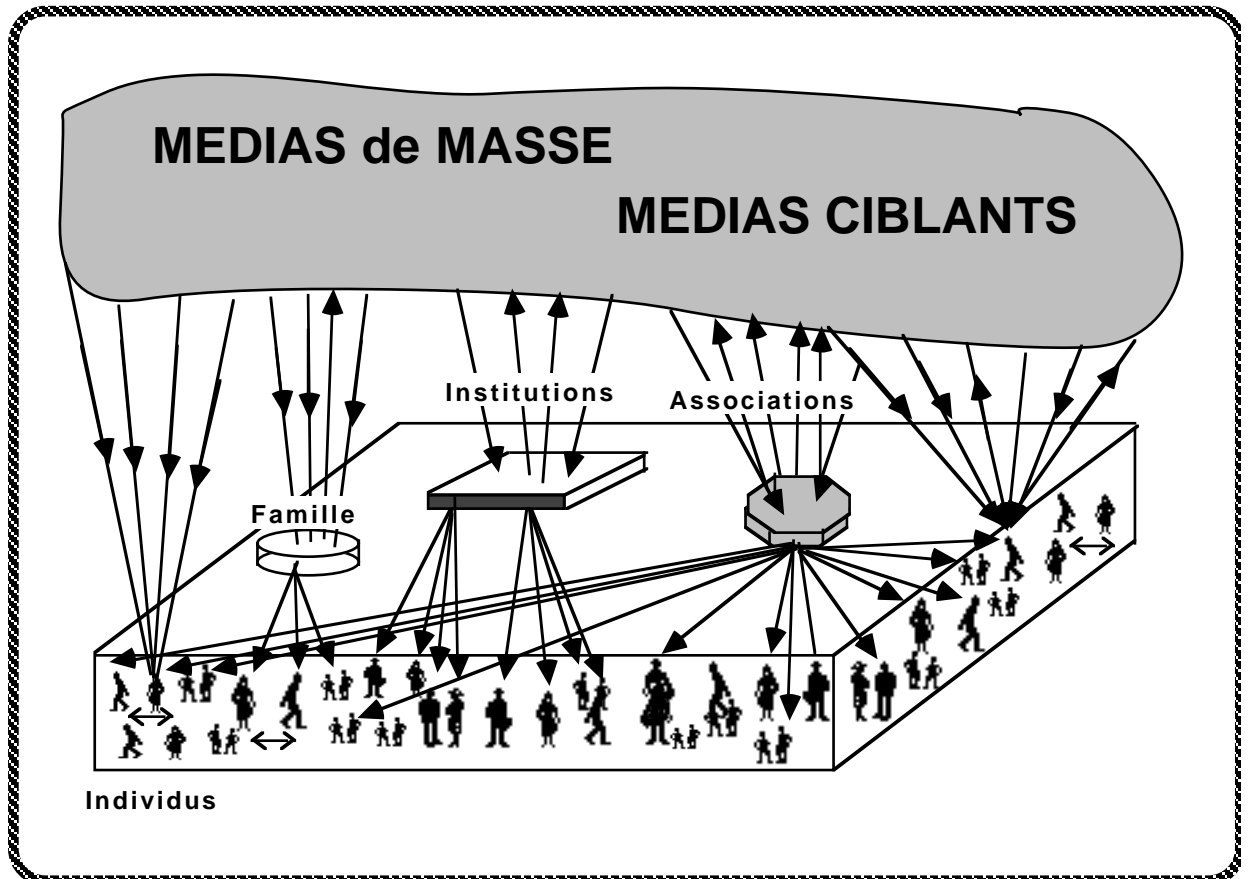 MEDIAS de MASSE
MEDIAS CIBLANTS
Institutions
Associations
Famille
Individus